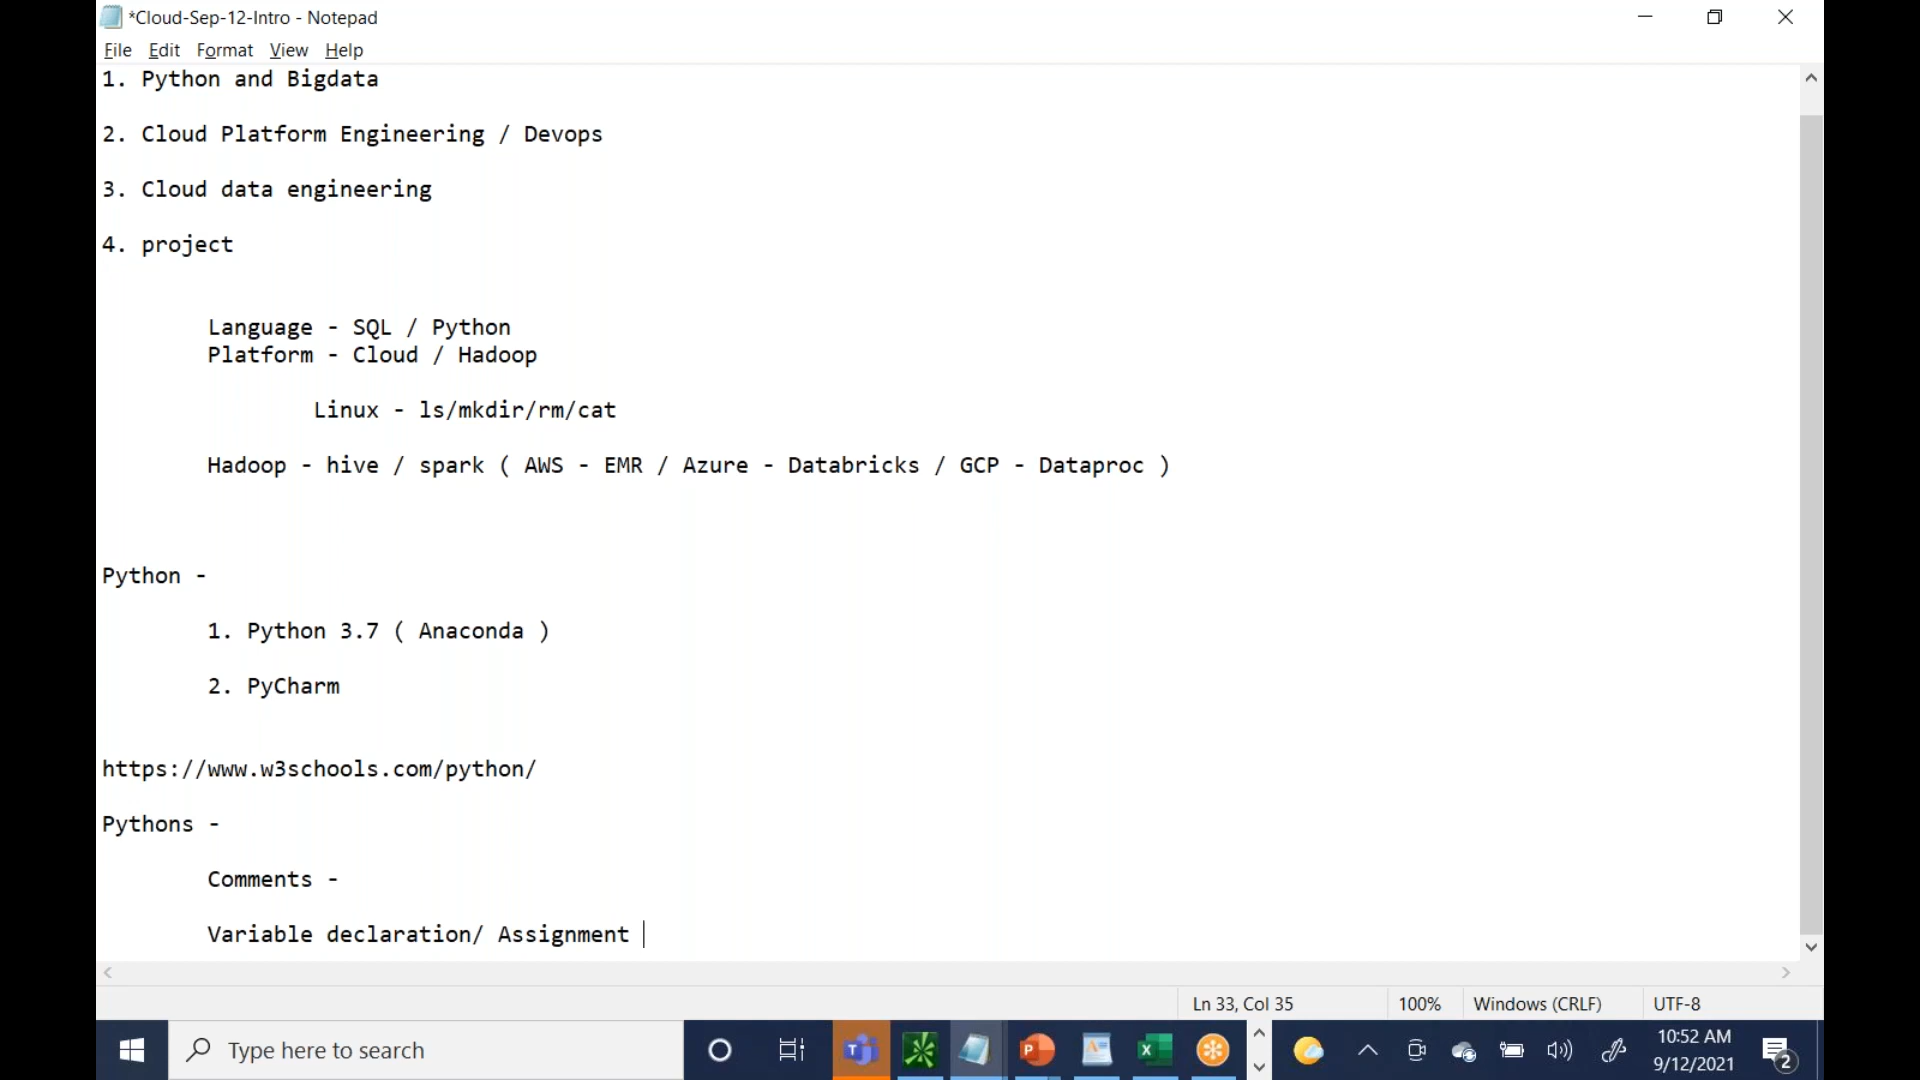 *Cloud-Sep-12-Intro - Notepad
File Edit Format View Help
1. Python and Bigdata
2. Cloud Platform Engineering / Devops
3. Cloud data engineering
4. project
Language - SQL / Python
Platform - Cloud / Hadoop
Linux - ls/mkdir/rm/cat
Hadoop - hive / spark ( AWS - EMR / Azure - Databricks / GCP - Dataproc )
Python -
1. Python 3.7 ( Anaconda )
2. PyCharm
https://www.w3schools.com/python/
Pythons -
Comments -
Variable declaration/ Assignment
Ln 33, Col 35 100% Windows (CRLF) UTF-8
Type here to search
10:52 AM
9/12/2021
2